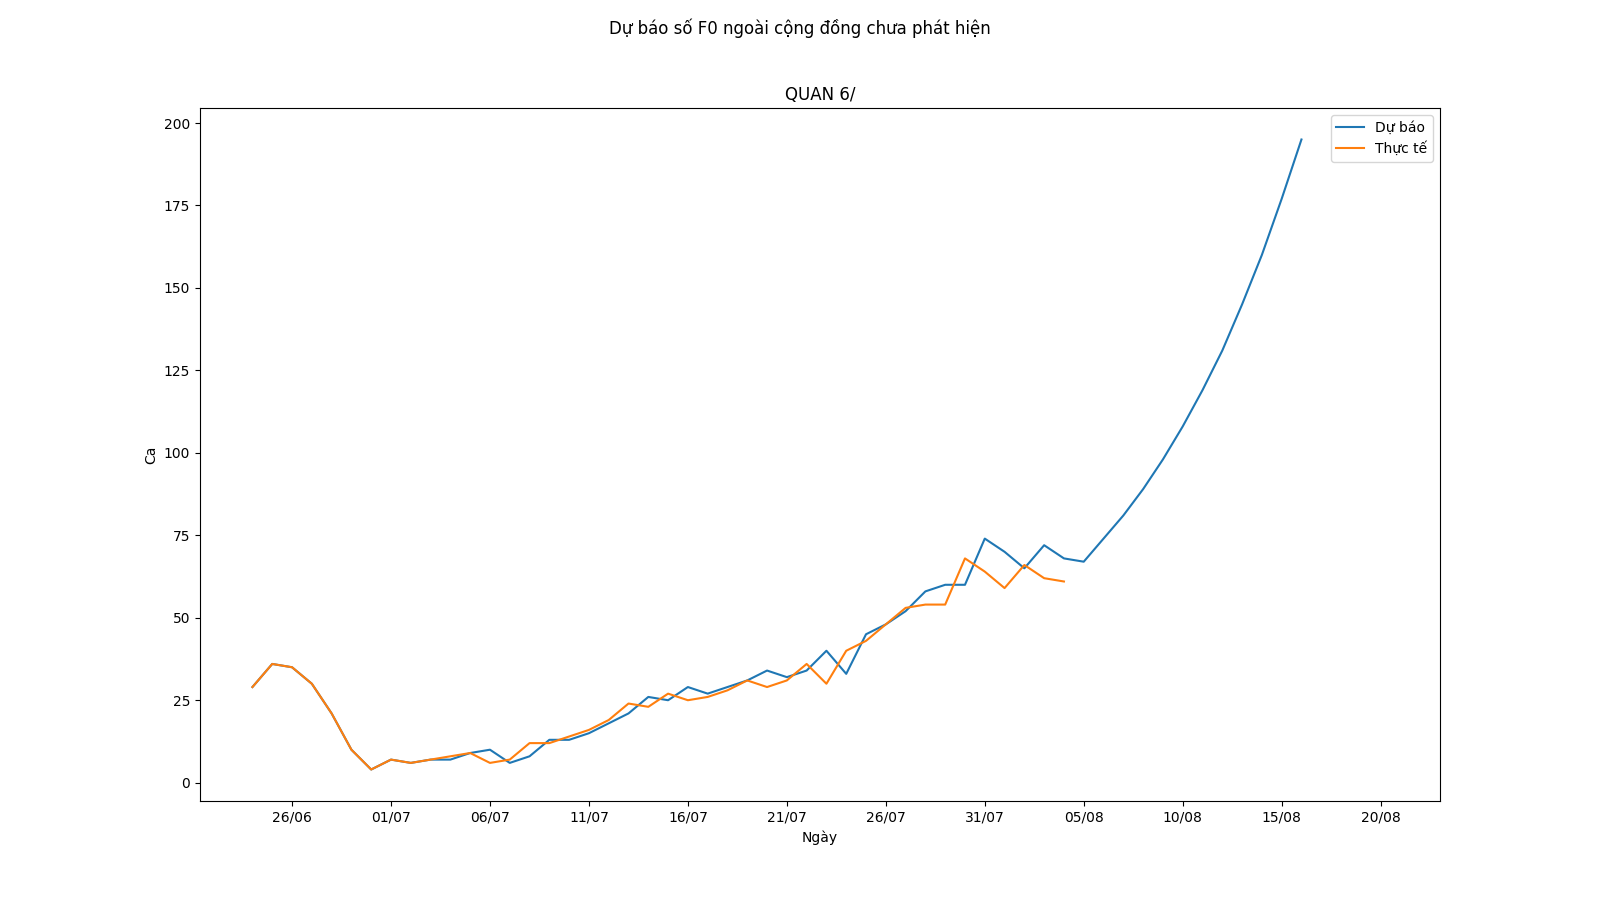 Dự báo số F0 ngoài cộng đồng chưa phát hiện
QUAN 6/
Dự báo
Thực tế
Ca
200
175
150
125
100
75
50
25
0
26/06 01/07 06/07 11/07 16/07 21/07 26/07 31/07 05/08 10/08 15/08 20/08
Ngày